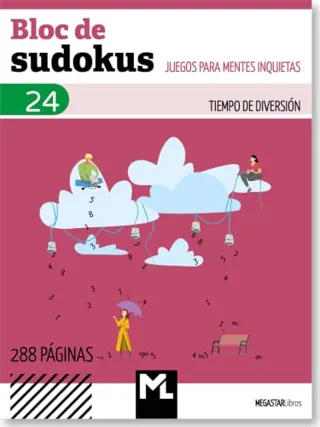 Bloc de
sudokus
JUEGOS PARA MENTES INQUIETAS
24
TIEMPO DE DIVERSIÓN
288 PÁGINAS
ML
MEGASTARLibros